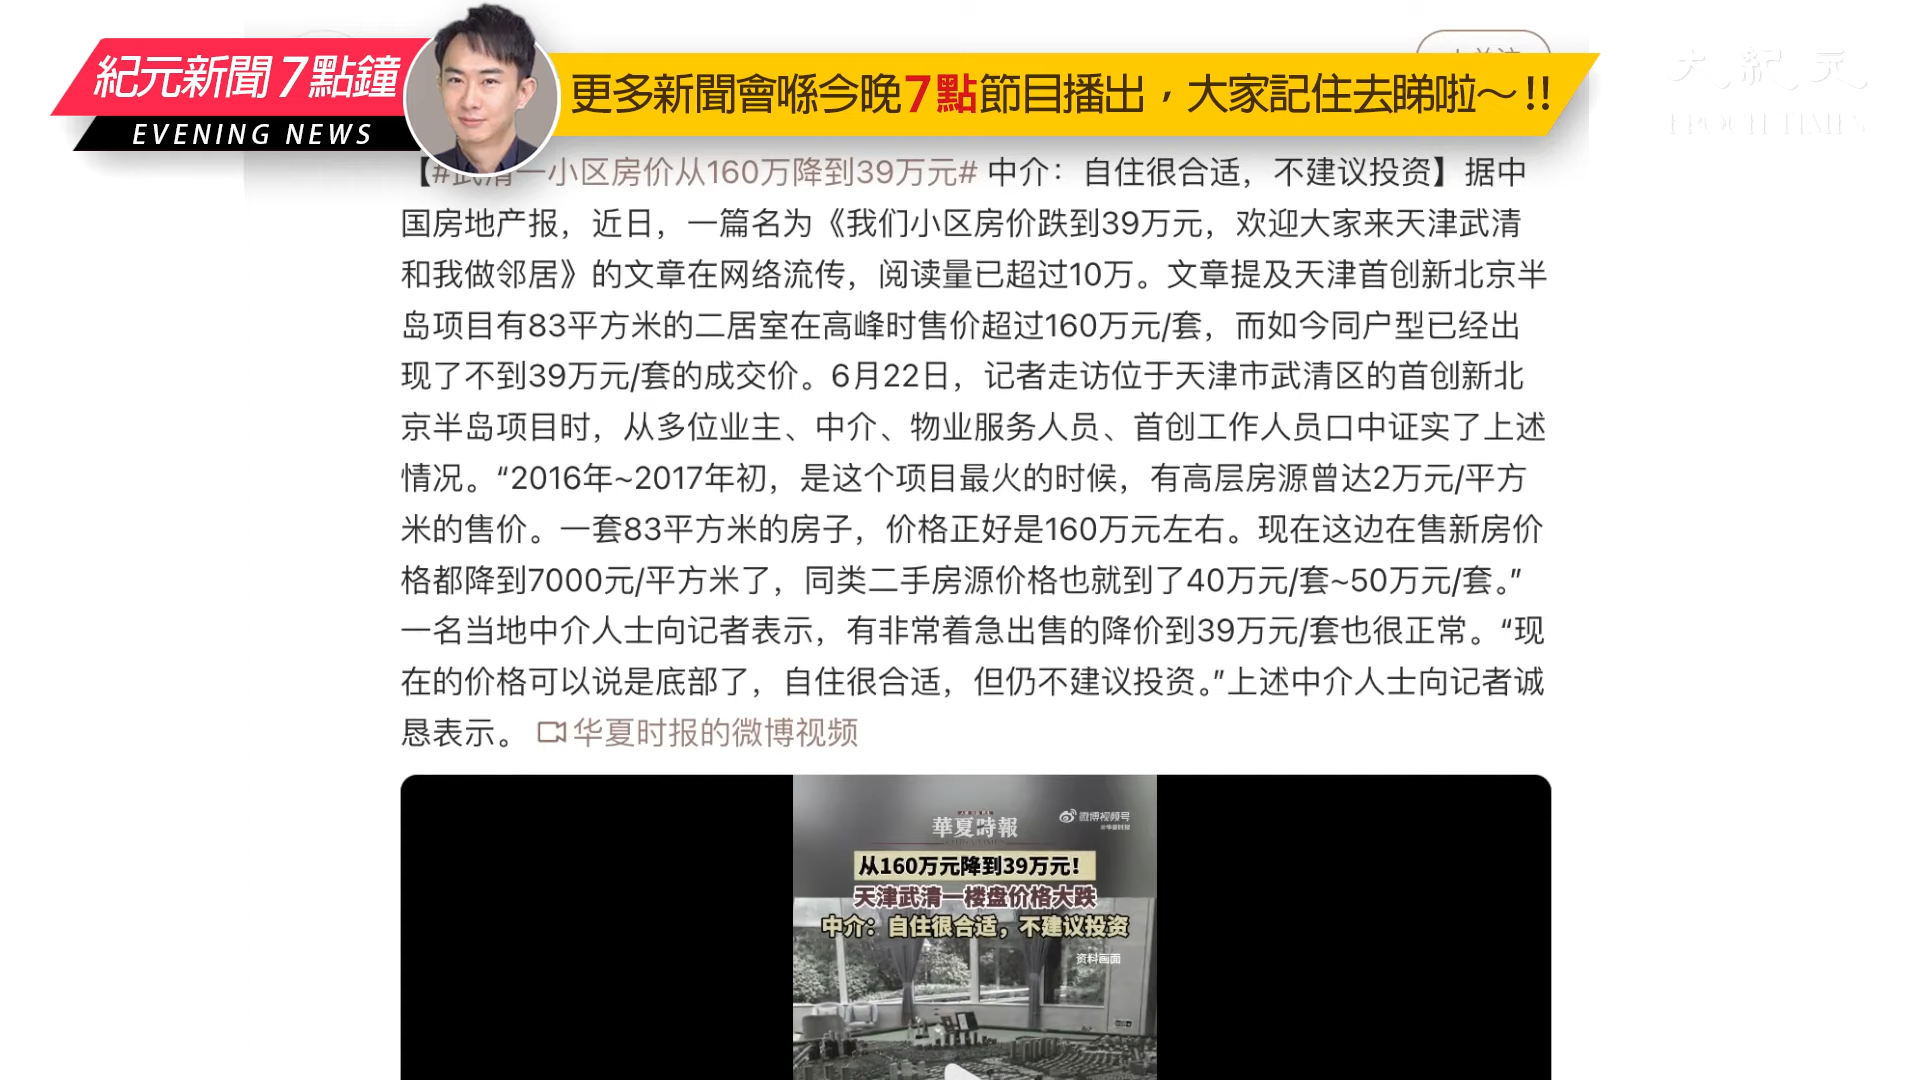 紀元新聞7點鐘
EVENING NEWS
更多新聞會喺今晚7點節目播出，大家記住去睇啦～!!
大紀元
EPOCH TIMES
【#武清一小区房价从160万降到39万元# 中介：自住很合适，不建议投资】据中
国房地产报，近日，一篇名为《我们小区房价跌到39万元，欢迎大家来天津武清
和我做邻居》的文章在网络流传，阅读量已超过10万。文章提及天津首创新北京半
岛项目有83平方米的二居室在高峰时售价超过160万元/套，而如今同户型已经出
现了不到39万元/套的成交价。6月22日，记者走访位于天津市武清区的首创新北
京半岛项目时，从多位业主、中介、物业服务人员、首创工作人员口中证实了上述
情况。“2016年~2017年初，是这个项目最火的时候，有高层房源曾达2万元/平方
米的售价。一套83平方米的房子，价格正好是160万元左右。现在这边在售新房价
格都降到7000元/平方米了，同类二手房源价格也就到了40万元/套~50万元/套。”
一名当地中介人士向记者表示，有非常着急出售的降价到39万元/套也很正常。“现
在的价格可以说是底部了，自住很合适，但仍不建议投资。”上述中介人士向记者诚
恳表示。 华夏时报的微博视频
華夏時報
微博视频号
从160万元降到39万元！
天津武清一楼盘价格大跌
中介：自住很合适，不建议投资
资料画面